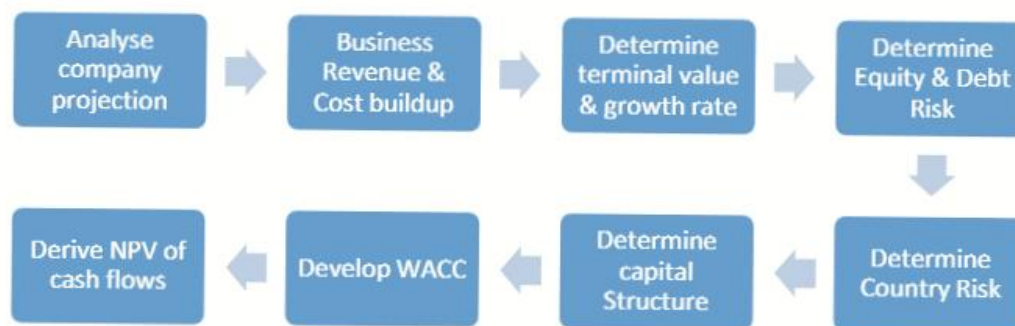 Analyse
company
projection
Business
Revenue &
Cost buildup
Determine
terminal value
& growth rate
Determine
Equity & Debt
Risk
Determine
Country Risk
Determine
capital
Structure
Develop WACC
Derive NPV of
cash flows